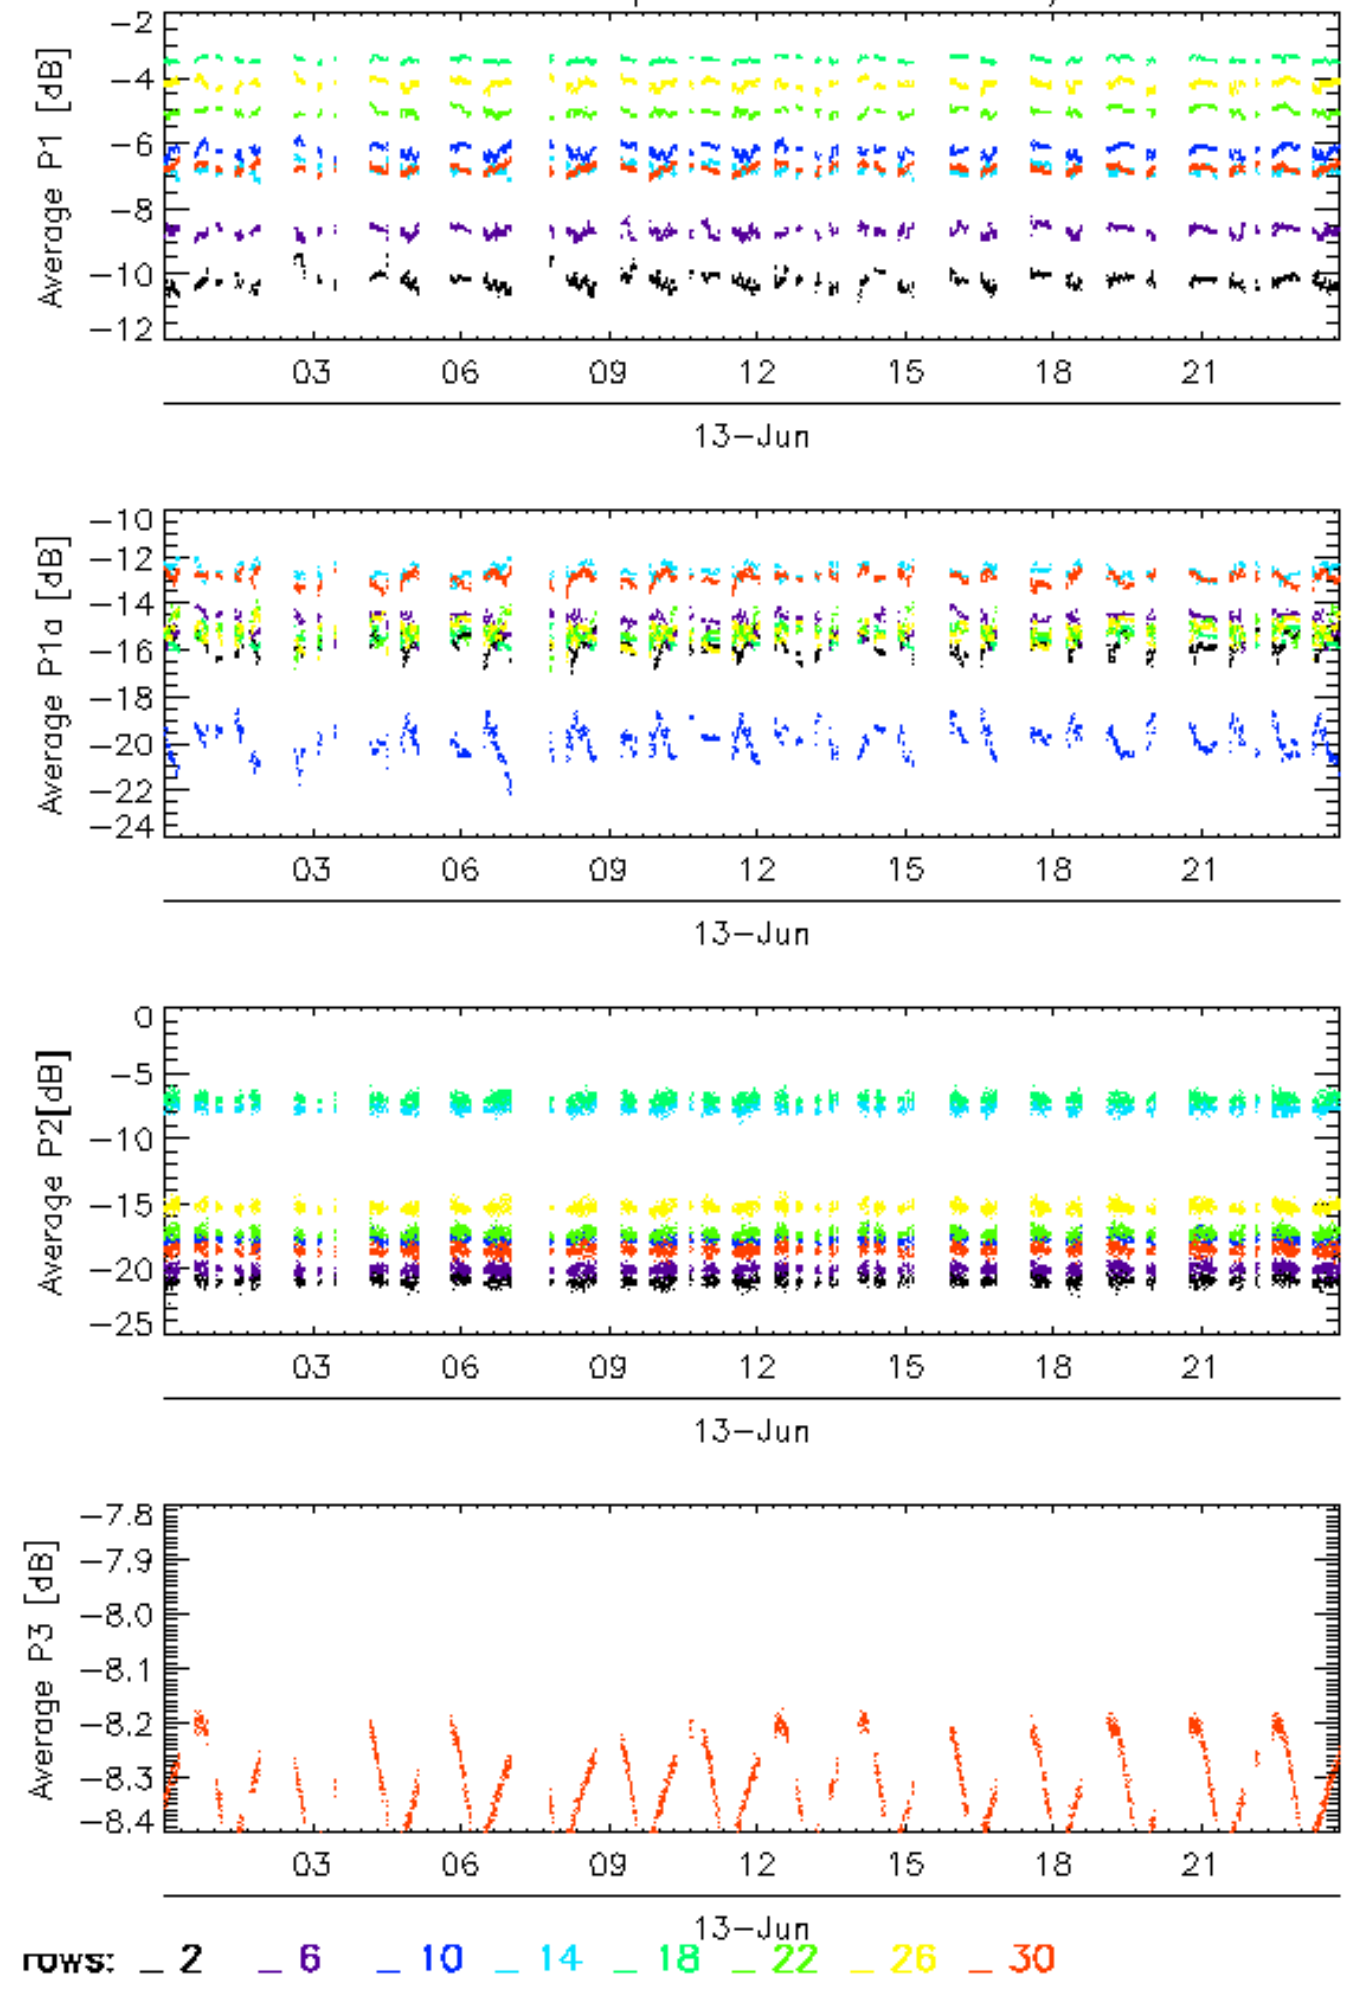 Average P1 [dB]
-2
-4
-6
-8
-10
-12
03 06 09 12 15 18 21
13-Jun
Average P1a [dB]
-10
-12
-14
-16
-18
-20
-22
-24
03 06 09 12 15 18 21
13-Jun
Average P2[dB]
0
-5
-10
-15
-20
-25
03 06 09 12 15 18 21
13-Jun
Average P3 [dB]
-7.8
-7.9
-8.0
-8.1
-8.2
-8.3
-8.4
03 06 09 12 15 18 21
13-Jun
rows: _ 2 _ 6 _ 10 _ 14 _ 18 _ 22 _ 26 _ 30